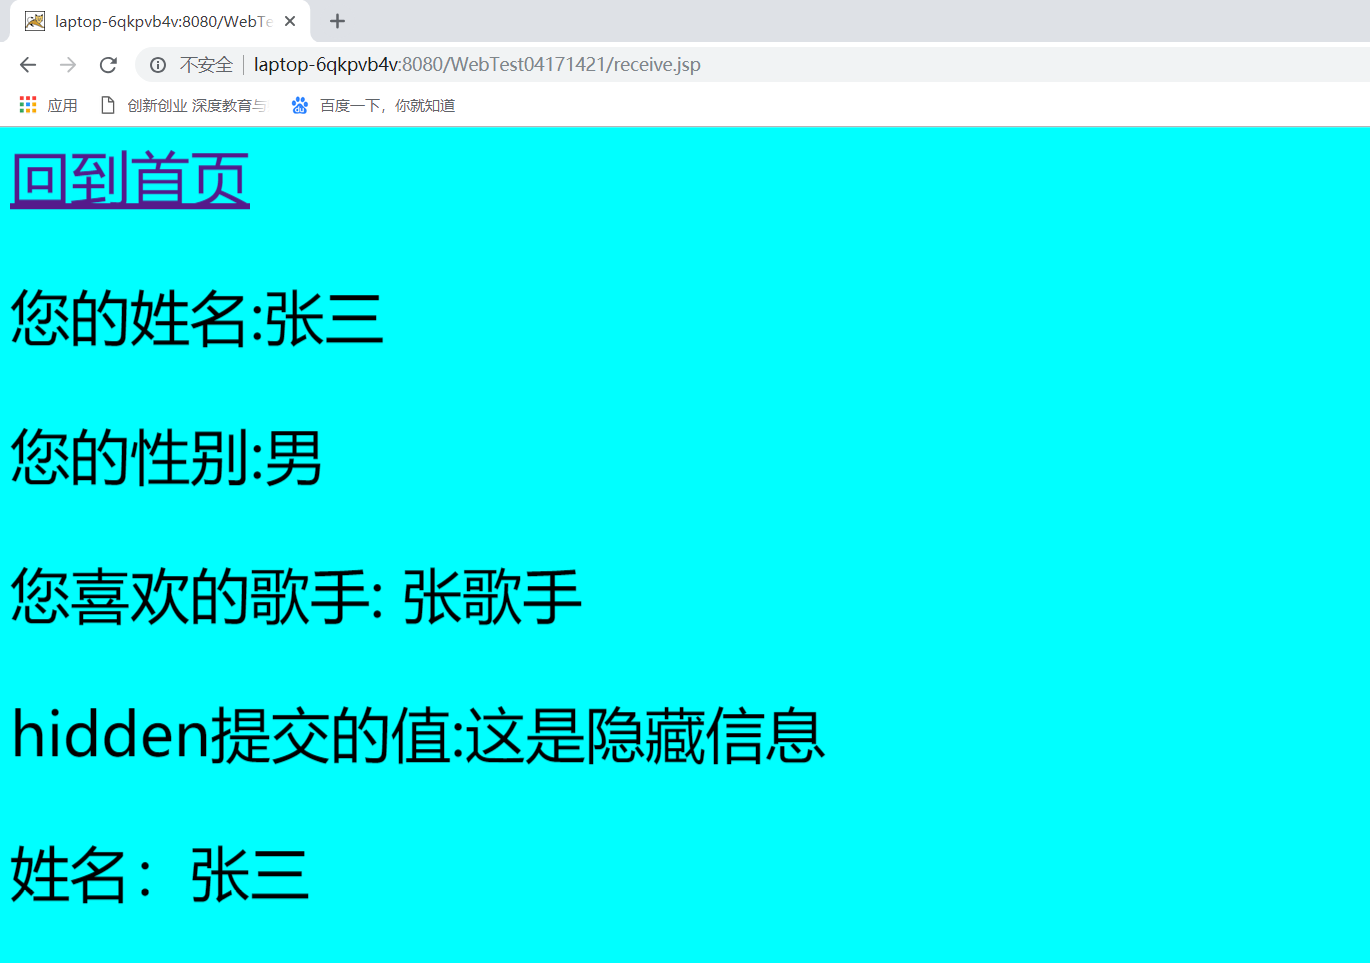 laptop-6qkpvb4v:8080/WebTe
不安全 laptop-6qkpvb4v:8080/WebTest04171421/receive.jsp
应用 创新创业 深度教育与 百度一下，你就知道
回到首页
您的姓名:张三
您的性别:男
您喜欢的歌手: 张歌手
hidden提交的值:这是隐藏信息
姓名：张三